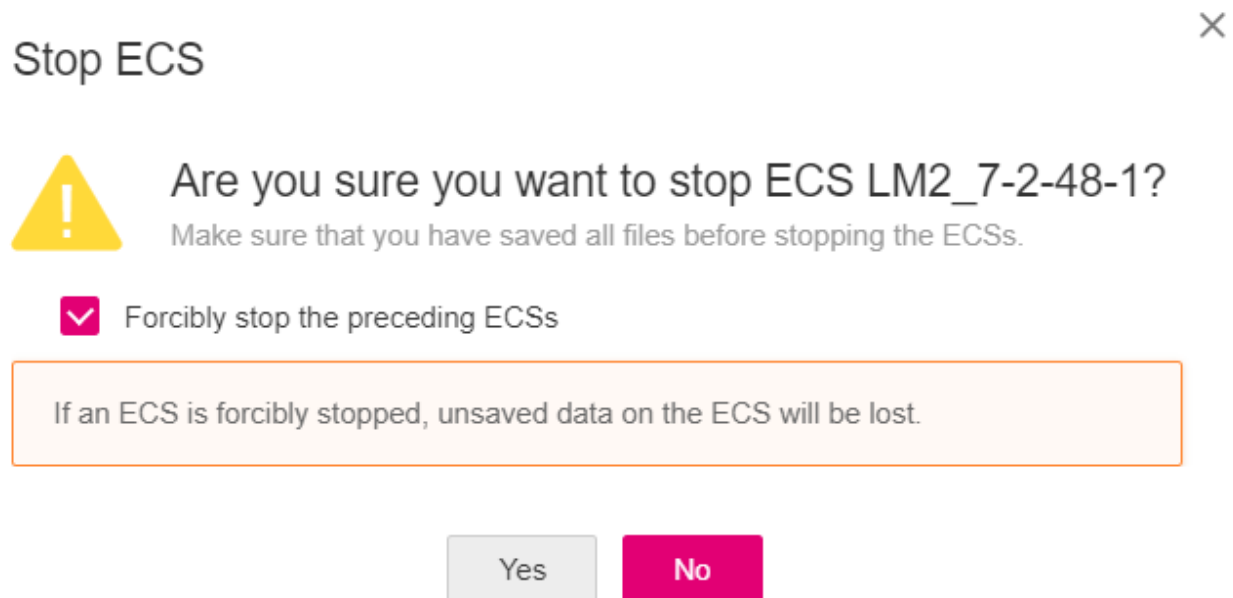 Stop ECS
Are you sure you want to stop ECS LM2_7-2-48-1?
Make sure that you have saved all files before stopping the ECSs.
Forcibly stop the preceding ECSs
If an ECS is forcibly stopped, unsaved data on the ECS will be lost.
Yes No